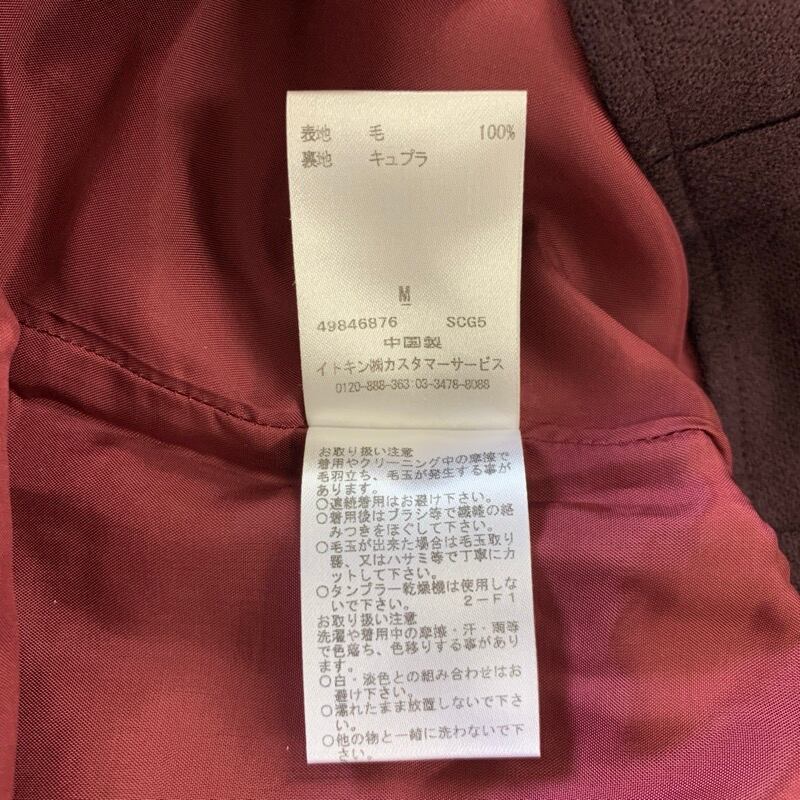 表地 毛 100%
裏地 キュプラ
M
49846876 SCG5
中国製
イトキン㈱カスタマーサービス
0120-888-363:03-3478-8088
お取り扱い注意
着用やクリーニング中の摩擦で
毛羽立ち、毛玉が発生する事が
あります。
○連続着用はお避け下さい。
○着用後はブラシ等で繊維の絡
みつきをほぐして下さい。
○毛玉が出来た場合は毛玉取り
器、又はハサミ等で丁寧にカ
ットして下さい。
○タンブラー乾燥機は使用しな
いで下さい。 2-F1
お取り扱い注意
洗濯や着用中の摩擦・汗・雨等
で色落ち、色移りする事があり
ます。
○白・淡色との組み合わせはお
避け下さい。
○濡れたまま放置しないで下さ
い。
○他の物と一緒に洗わないで下
さい。